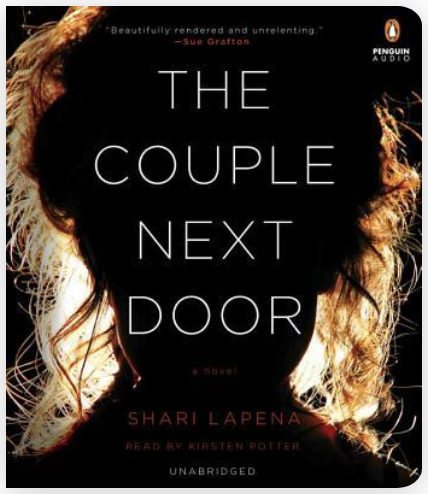 "Beautifully rendered and unrelenting."
—Sue Grafton
PENGUIN
AUDIO
THE
COUPLE
NEXT
DOOR
a novel
SHARI LAPENA
READ BY KIRSTEN POTTER
UNABRIDGED